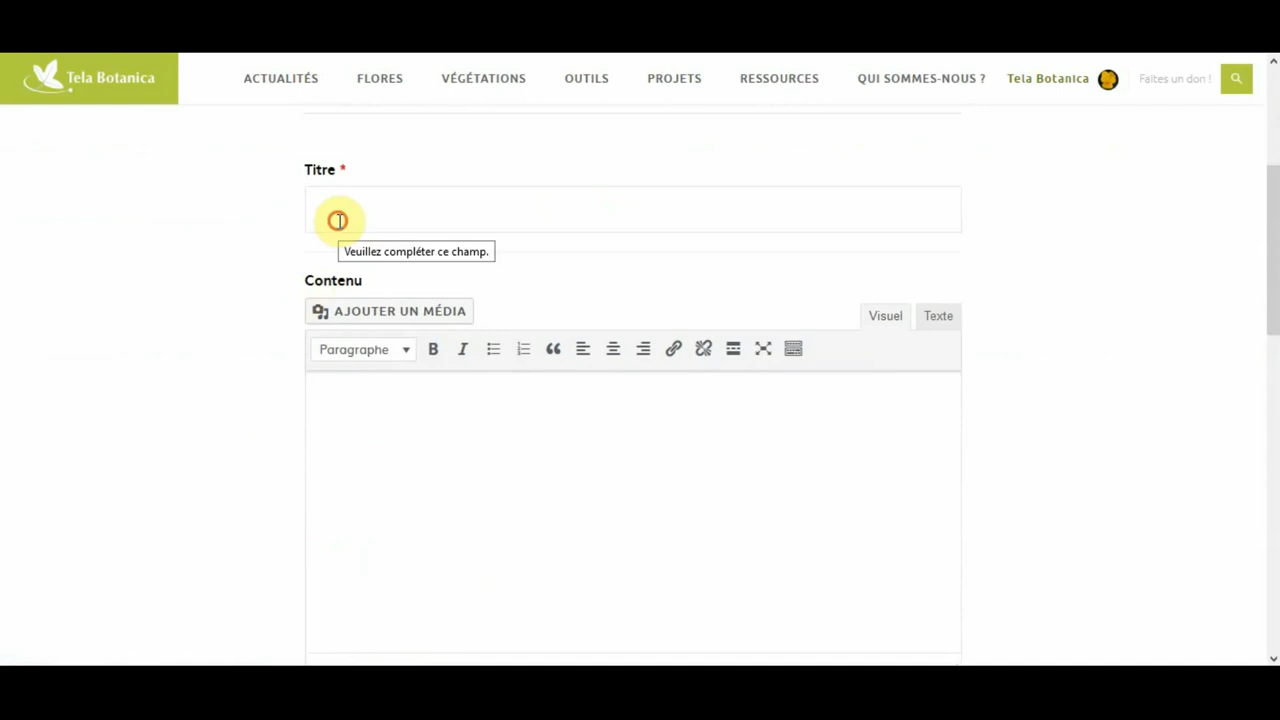 Tela Botanica ACTUALITÉS FLORES VÉGÉTATIONS OUTILS PROJETS RESSOURCES QUI SOMMES-NOUS ? Tela Botanica Faites un don !
Titre *
Veuillez compléter ce champ.
Contenu
AJOUTER UN MÉDIA Visuel Texte
Paragraphe B I